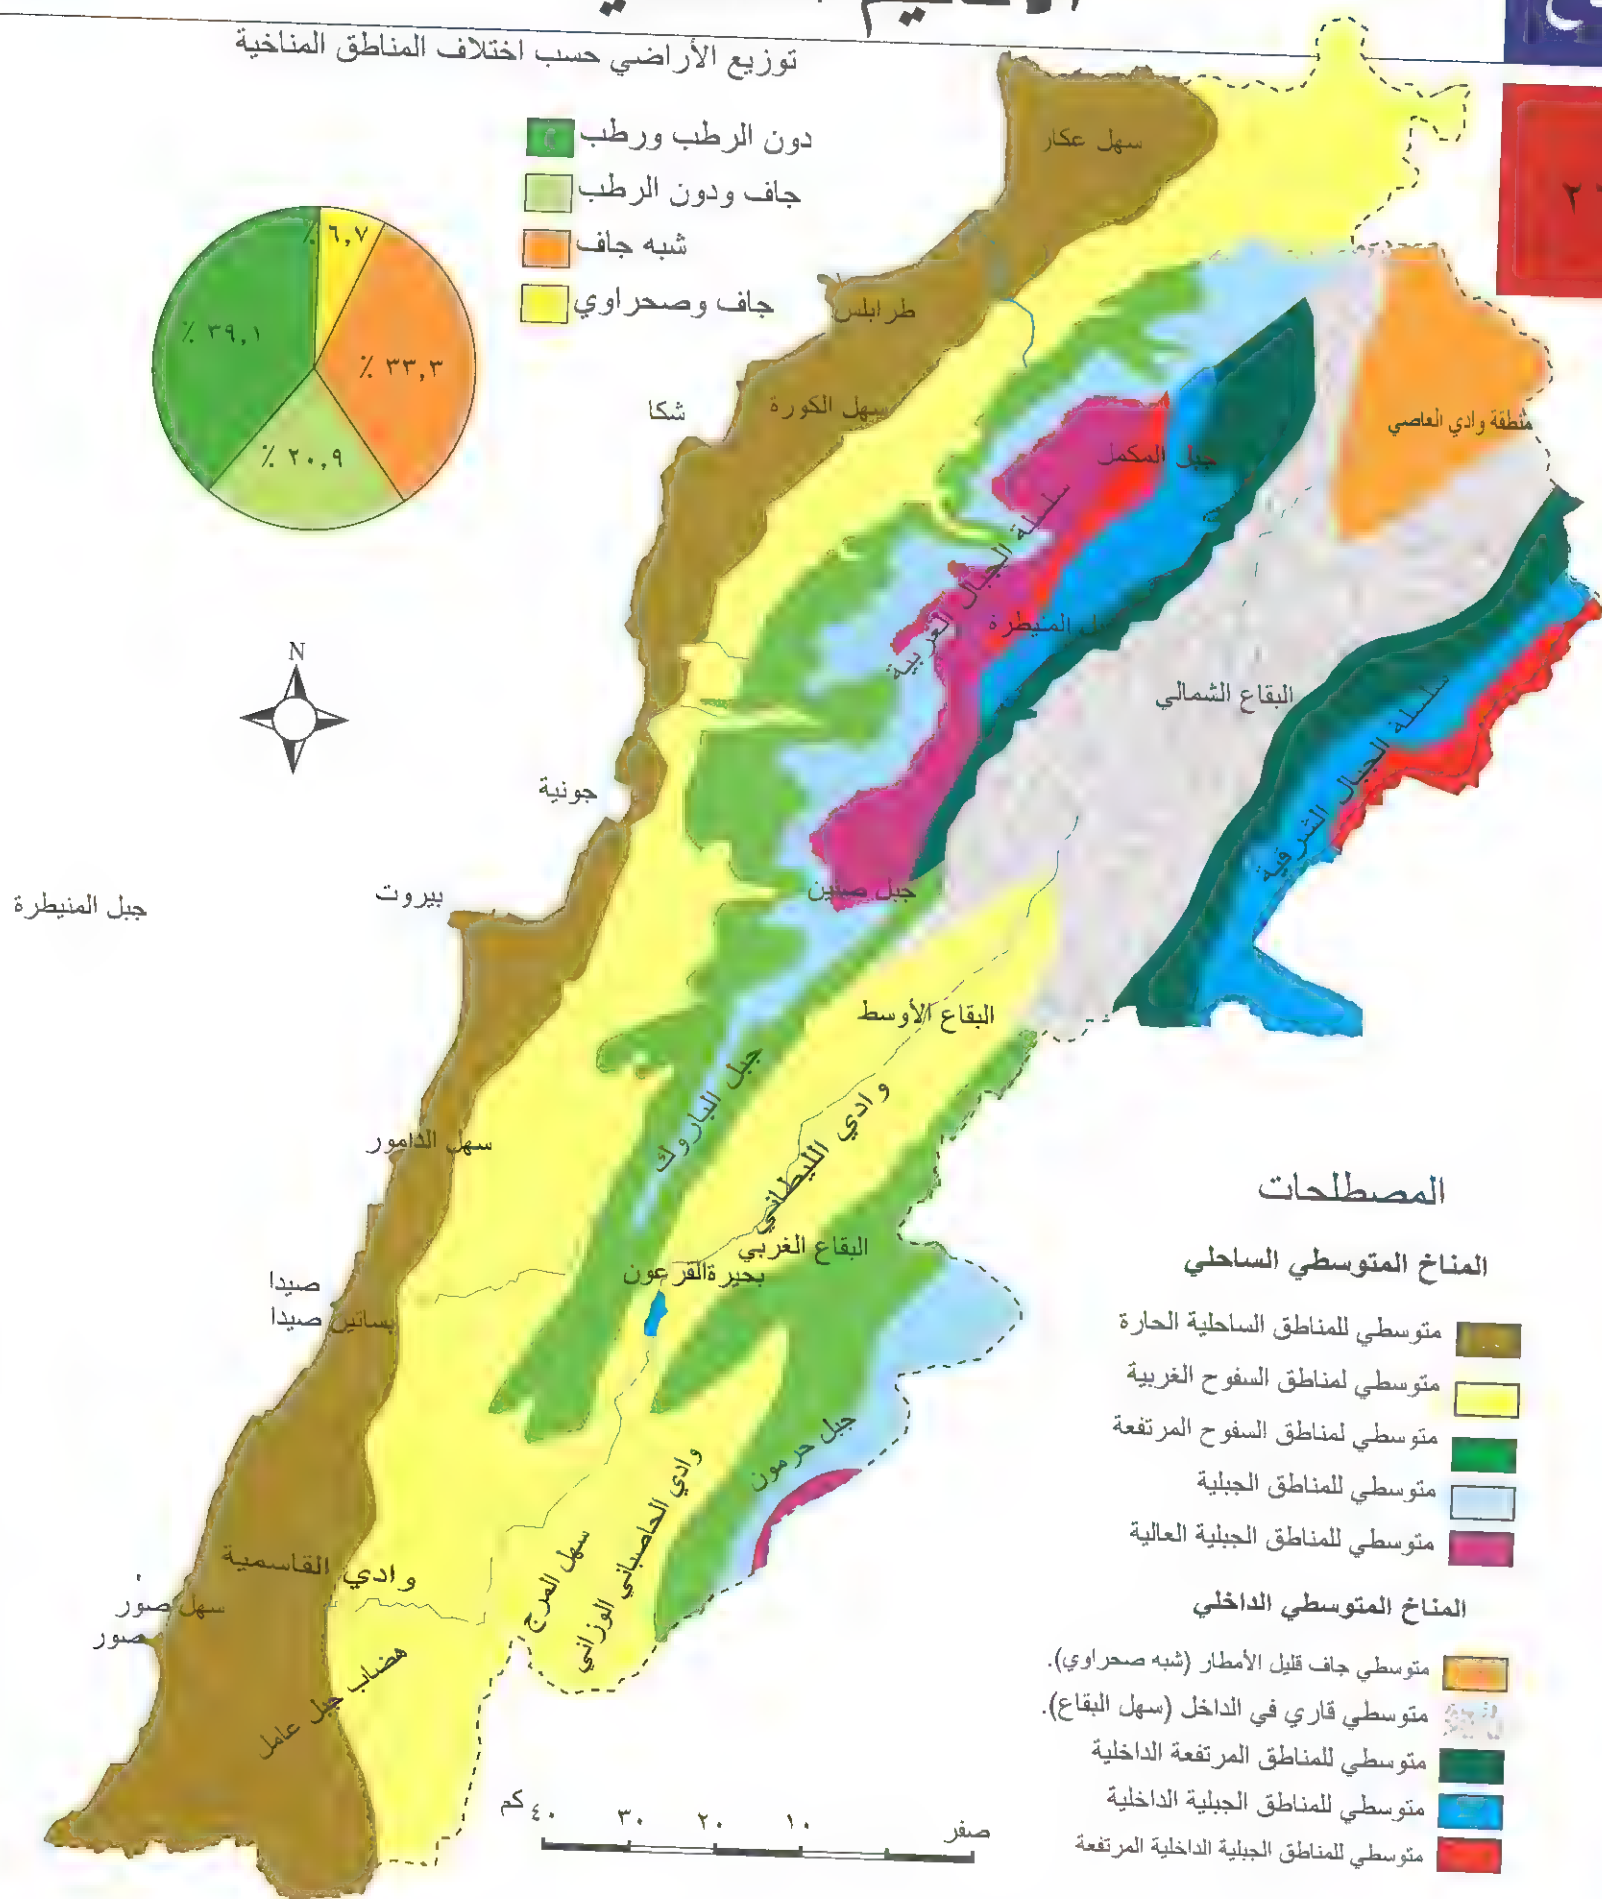 توزيع الأراضي حسب اختلاف المناطق المناخية
دون الرطب ورطب
جاف ودون الرطب
شبه جاف
جاف وصحراوي
٦,٧ ٪
٣٩,١ ٪
٣٣,٣ ٪
٢٠,٩ ٪
N
سهل عكار
طرابلس
شكا
سهل الكورة
منطقة وادي العاصي
جبل المكمل
سلسلة الجبال الغربية
جبل المنيطرة
البقاع الشمالي
سلسلة الجبال الشرقية
جونية
بيروت
جبل المنيطرة
جبل صنين
البقاع الأوسط
جبل الباروك
وادي الليطاني
سهل الدامور
البقاع الغربي
بحيرة القرعون
صيدا
بساتين صيدا
جبل حرمون
وادي الحاصباني الوزاني
سهل المرج
وادي القاسمية
سهل صور
صور
هضاب جبل عامل
المصطلحات
المناخ المتوسطي الساحلي
متوسطي للمناطق الساحلية الحارة
متوسطي لمناطق السفوح الغربية
متوسطي لمناطق السفوح المرتفعة
متوسطي للمناطق الجبلية
متوسطي للمناطق الجبلية العالية
المناخ المتوسطي الداخلي
متوسطي جاف قليل الأمطار (شبه صحراوي).
متوسطي قاري في الداخل (سهل البقاع).
متوسطي للمناطق المرتفعة الداخلية
متوسطي للمناطق الجبلية الداخلية
متوسطي للمناطق الجبلية الداخلية المرتفعة
صفر ١٠ ٢٠ ٣٠ ٤٠ كم